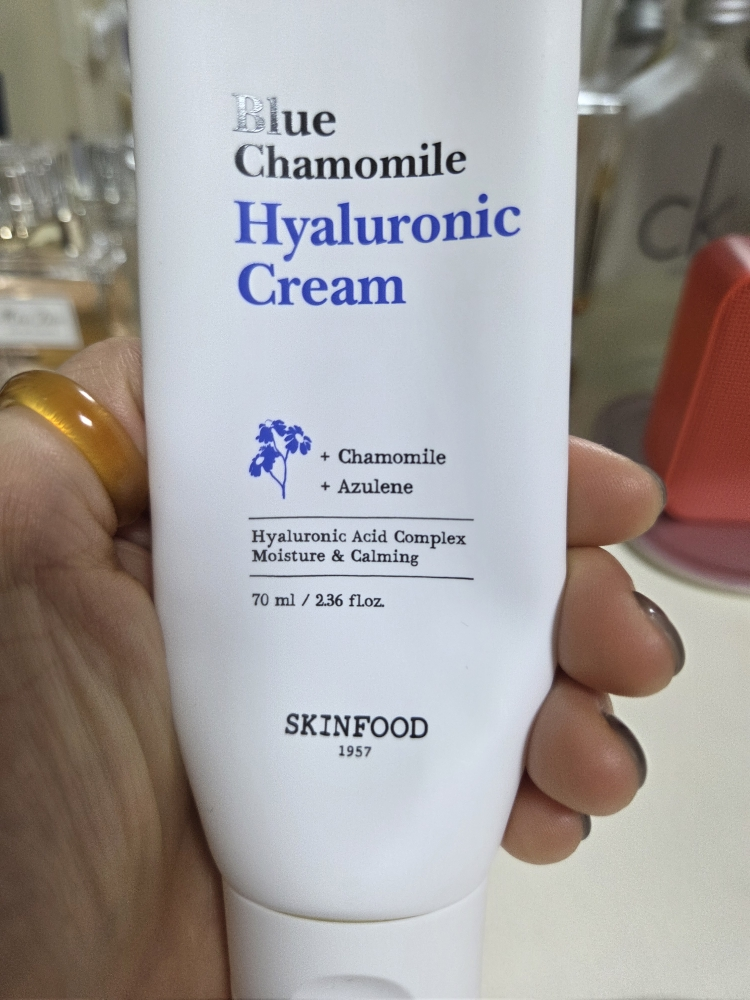 Blue
Chamomile
Hyaluronic
Cream
+ Chamomile
+ Azulene
Hyaluronic Acid Complex
Moisture & Calming
70 ml / 2.36 fl.oz.
SKINFOOD
1957
ck